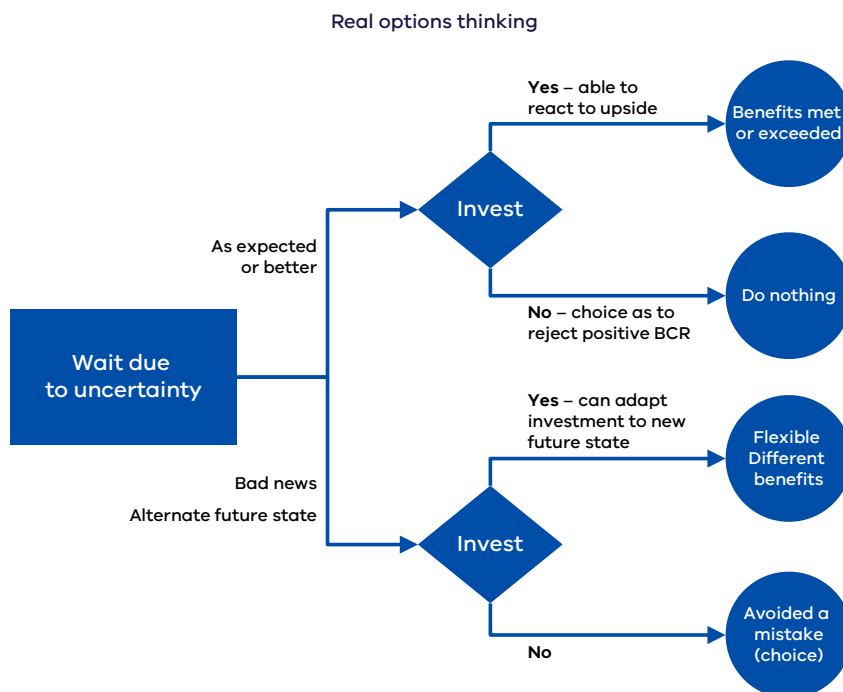 Real options thinking
Yes – able to
react to upside
Benefits met
or exceeded
Invest
As expected
or better
Do nothing
No – choice as to
reject positive BCR
Wait due
to uncertainty
Yes – can adapt
investment to new
future state
Flexible
Different
benefits
Bad news
Alternate future state
Invest
Avoided a
mistake
(choice)
No